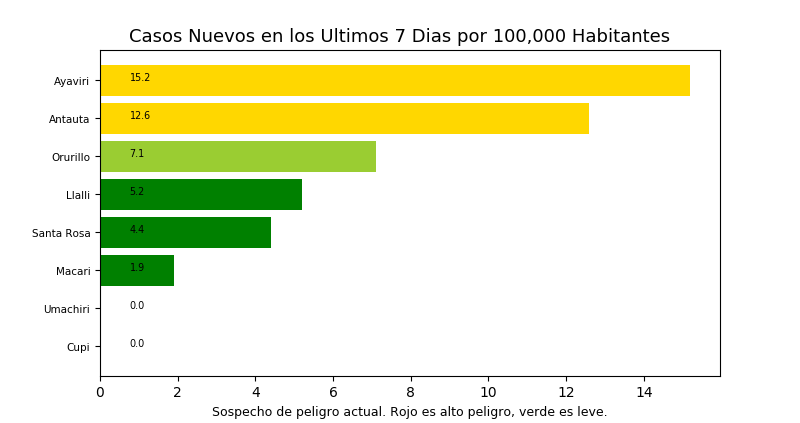 Casos Nuevos en los Ultimos 7 Dias por 100,000 Habitantes
Ayaviri 15.2
Antauta 12.6
Orurillo 7.1
Llalli 5.2
Santa Rosa 4.4
Macari 1.9
Umachiri 0.0
Cupi 0.0
0 2 4 6 8 10 12 14
Sospecho de peligro actual. Rojo es alto peligro, verde es leve.